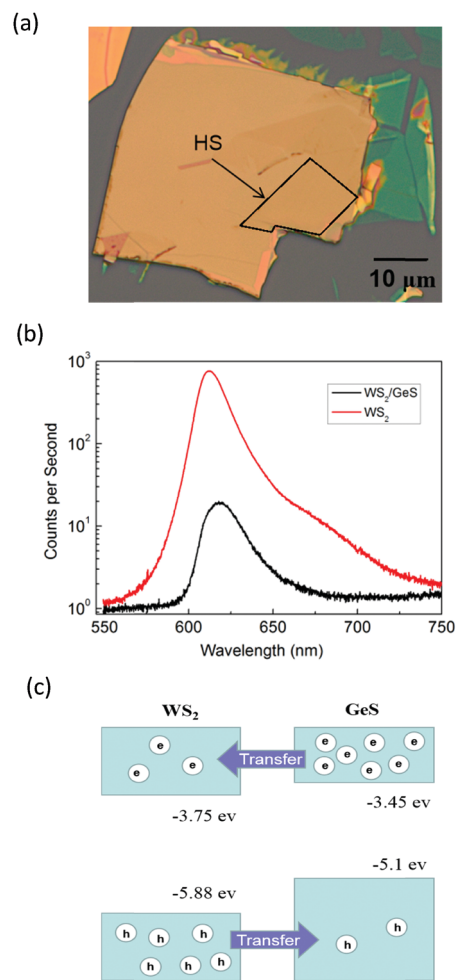 (a)
HS
10 μm
(b)
Counts per Second
10³
10²
10¹
10⁰
WS₂/GeS
WS₂
550 600 650 700 750
Wavelength (nm)
(c)
WS₂ GeS
e e e e e e e e e e
Transfer
-3.75 ev -3.45 ev
-5.88 ev -5.1 ev
h h h h h h h h
Transfer